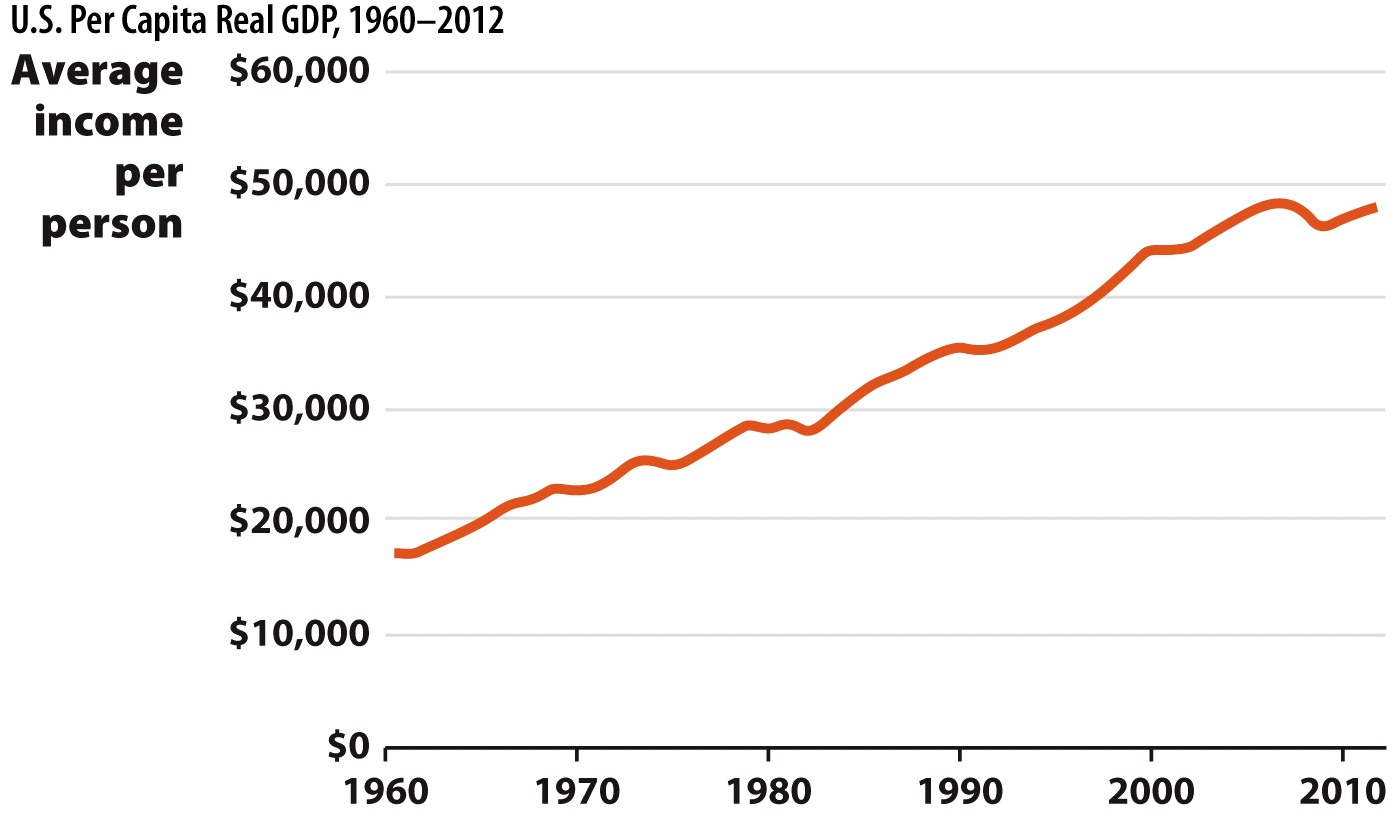 U.S. Per Capita Real GDP, 1960–2012
Average
income
per
person
$60,000
$50,000
$40,000
$30,000
$20,000
$10,000
$0
1960 1970 1980 1990 2000 2010